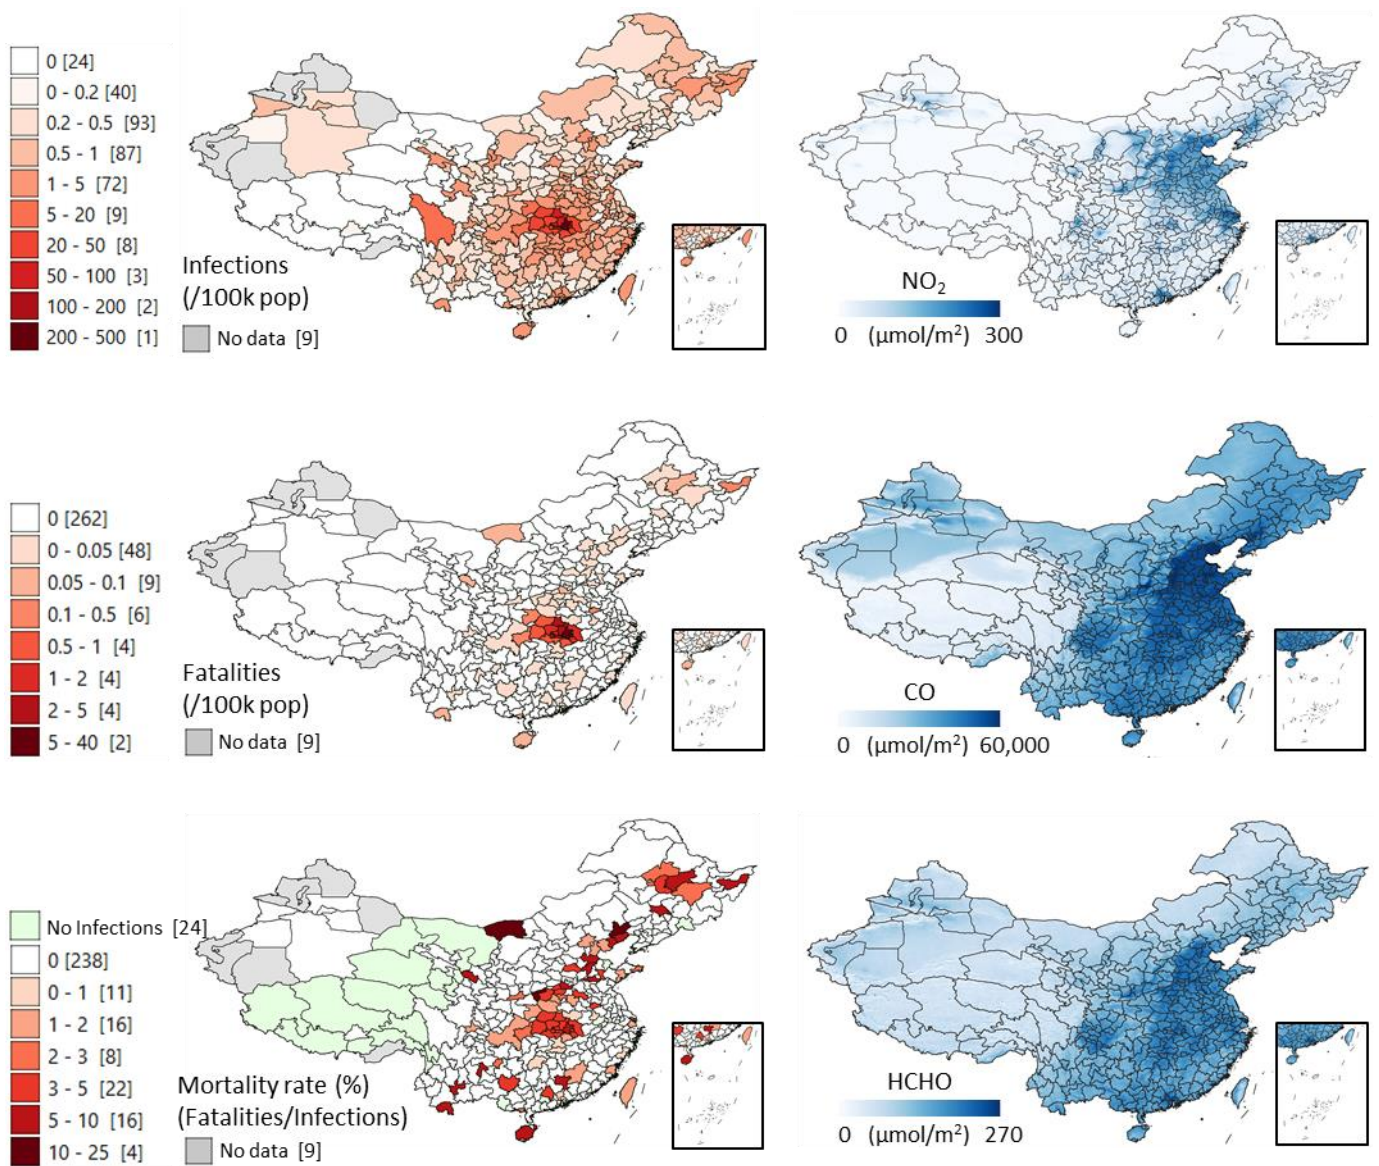 0 [24]
0 - 0.2 [40]
0.2 - 0.5 [93]
0.5 - 1 [87]
1 - 5 [72]
5 - 20 [9]
20 - 50 [8]
50 - 100 [3]
100 - 200 [2]
200 - 500 [1]
Infections
(/100k pop)
No data [9]
NO₂
0 (μmol/m²) 300
0 [262]
0 - 0.05 [48]
0.05 - 0.1 [9]
0.1 - 0.5 [6]
0.5 - 1 [4]
1 - 2 [4]
2 - 5 [4]
5 - 40 [2]
Fatalities
(/100k pop)
No data [9]
CO
0 (μmol/m²) 60,000
No Infections [24]
0 [238]
0 - 1 [11]
1 - 2 [16]
2 - 3 [8]
3 - 5 [22]
5 - 10 [16]
10 - 25 [4]
Mortality rate (%)
(Fatalities/Infections)
No data [9]
HCHO
0 (μmol/m²) 270